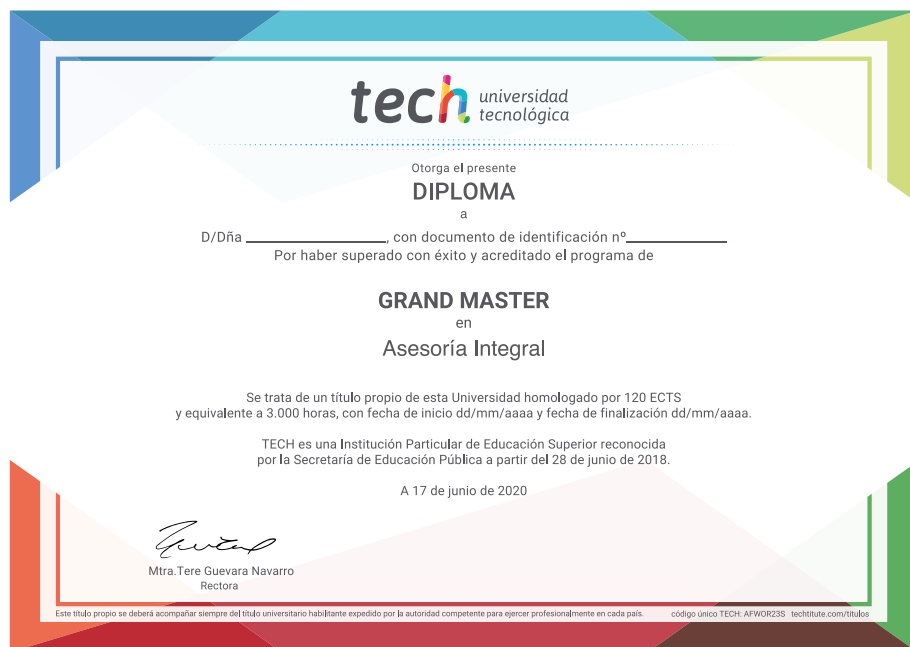 tech universidad
tecnológica
Otorga el presente
DIPLOMA
a
D/Dña ________________, con documento de identificación nº____________
Por haber superado con éxito y acreditado el programa de
GRAND MASTER
en
Asesoría Integral
Se trata de un título propio de esta Universidad homologado por 120 ECTS
y equivalente a 3.000 horas, con fecha de inicio dd/mm/aaaa y fecha de finalización dd/mm/aaaa.
TECH es una Institución Particular de Educación Superior reconocida
por la Secretaría de Educación Pública a partir del 28 de junio de 2018.
A 17 de junio de 2020
Mtra.Tere Guevara Navarro
Rectora
Este título propio se deberá acompañar siempre del título universitario habilitante expedido por la autoridad competente para ejercer profesionalmente en cada país. código único TECH: AFWOR23S techtitute.com/titulos